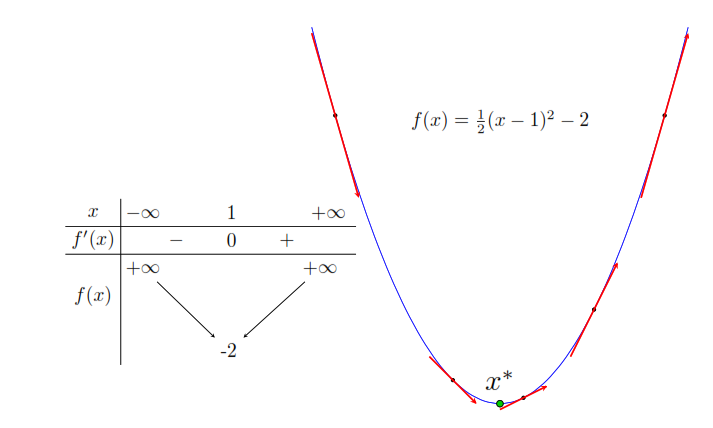 f(x) = ½(x − 1)² − 2
x −∞ 1 +∞
f′(x) − 0 +
+∞ +∞
f(x)
-2
x*